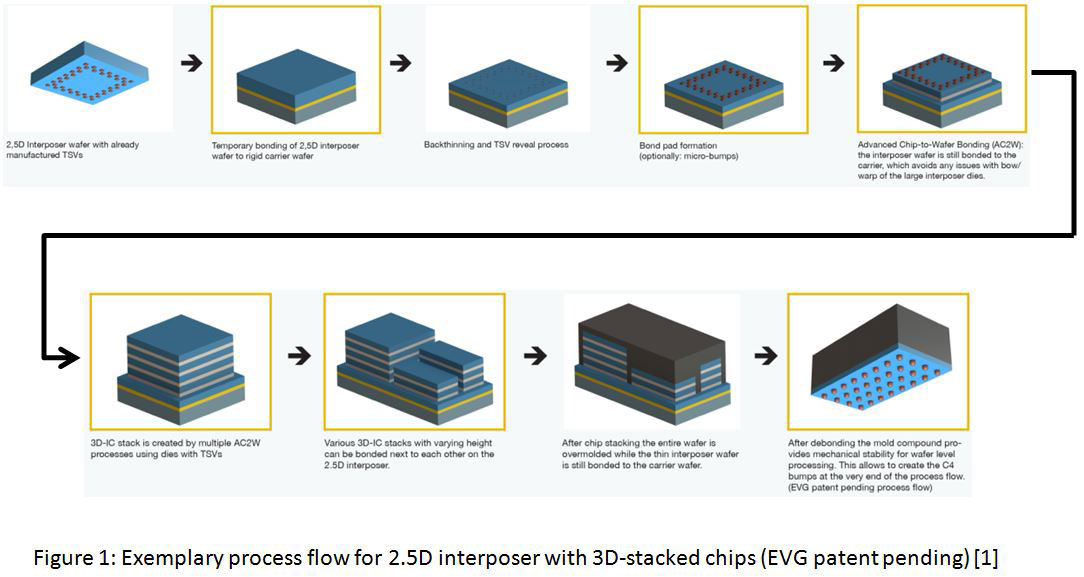 2,5D Interposer wafer with already
manufactured TSVs
Temporary bonding of 2,5D interposer
wafer to rigid carrier wafer
Backthinning and TSV reveal process
Bond pad formation
(optionally: micro-bumps)
Advanced Chip-to-Wafer Bonding (AC2W):
the interposer wafer is still bonded to the
carrier, which avoids any issues with bow/
warp of the large interposer dies.
3D-IC stack is created by multiple AC2W
processes using dies with TSVs
Various 3D-IC stacks with varying height
can be bonded next to each other on the
2.5D interposer.
After chip stacking the entire wafer is
overmolded while the thin interposer wafer
is still bonded to the carrier wafer.
After debonding the mold compound pro-
vides mechanical stability for wafer level
processing. This allows to create the C4
bumps at the very end of the process flow.
(EVG patent pending process flow)
Figure 1: Exemplary process flow for 2.5D interposer with 3D-stacked chips (EVG patent pending) [1]